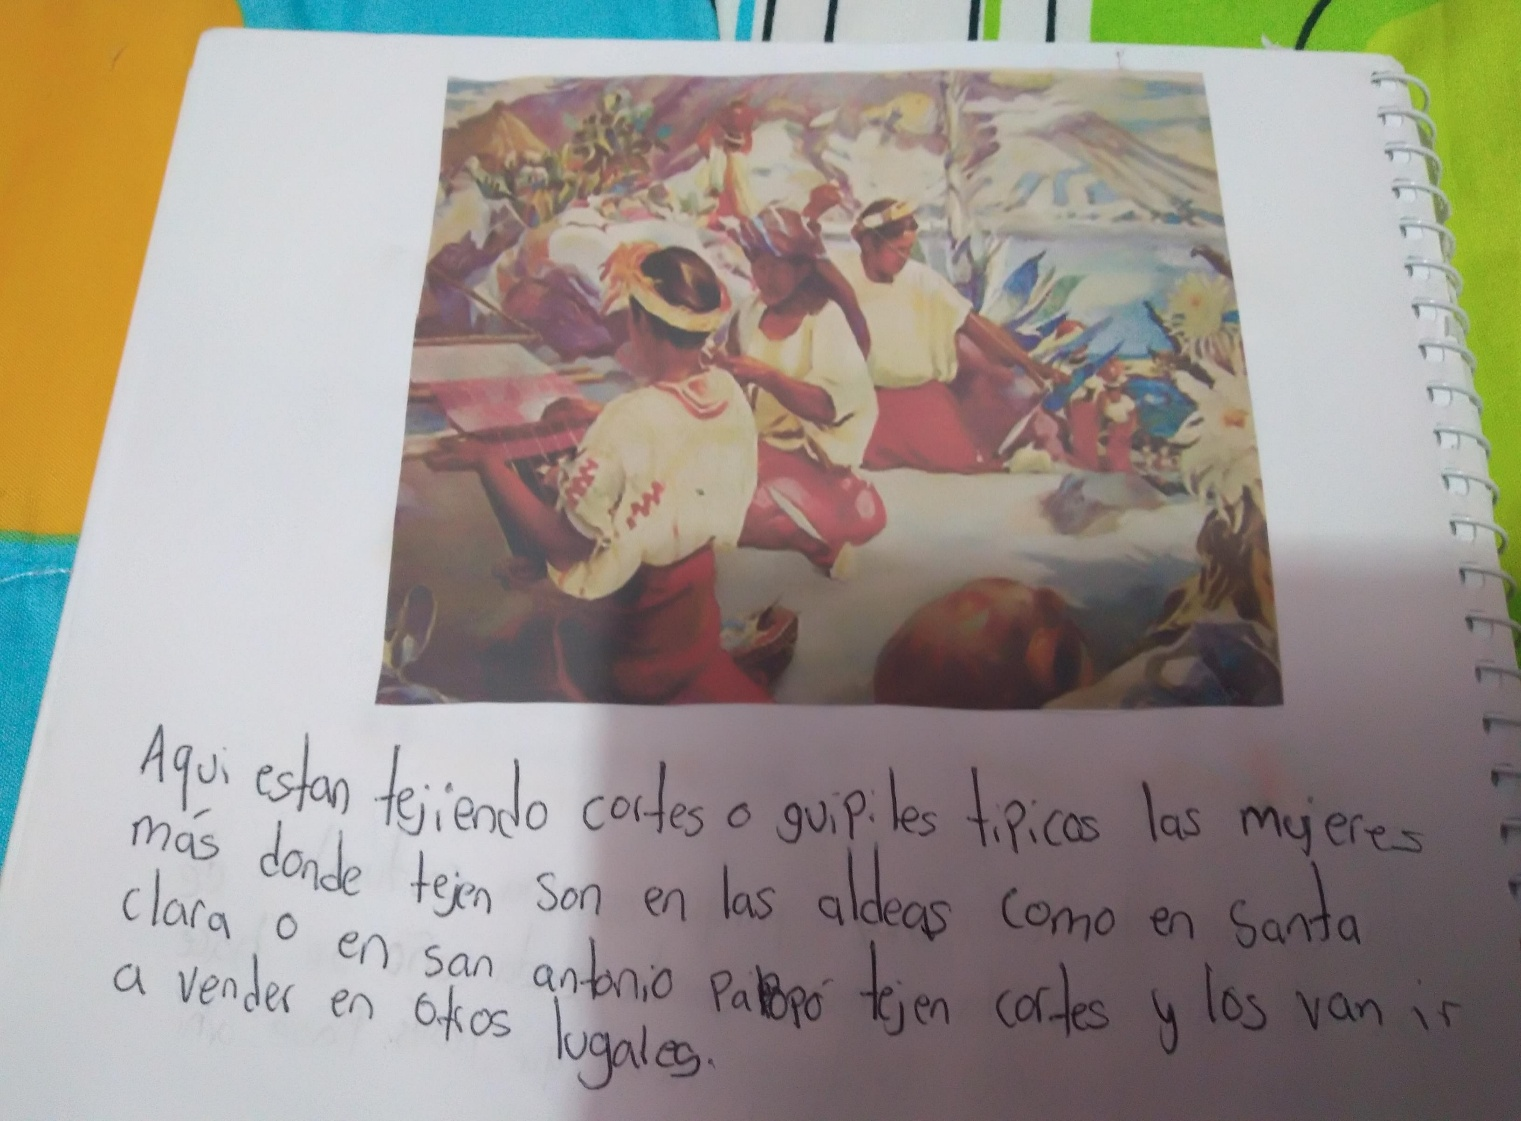 Aqui estan tejiendo cortes o guipiles tipicos las mujeres
más donde tejen son en las aldeas como en Santa
clara o en san antonio Palopó tejen cortes y los van ir
a vender en otros lugales.